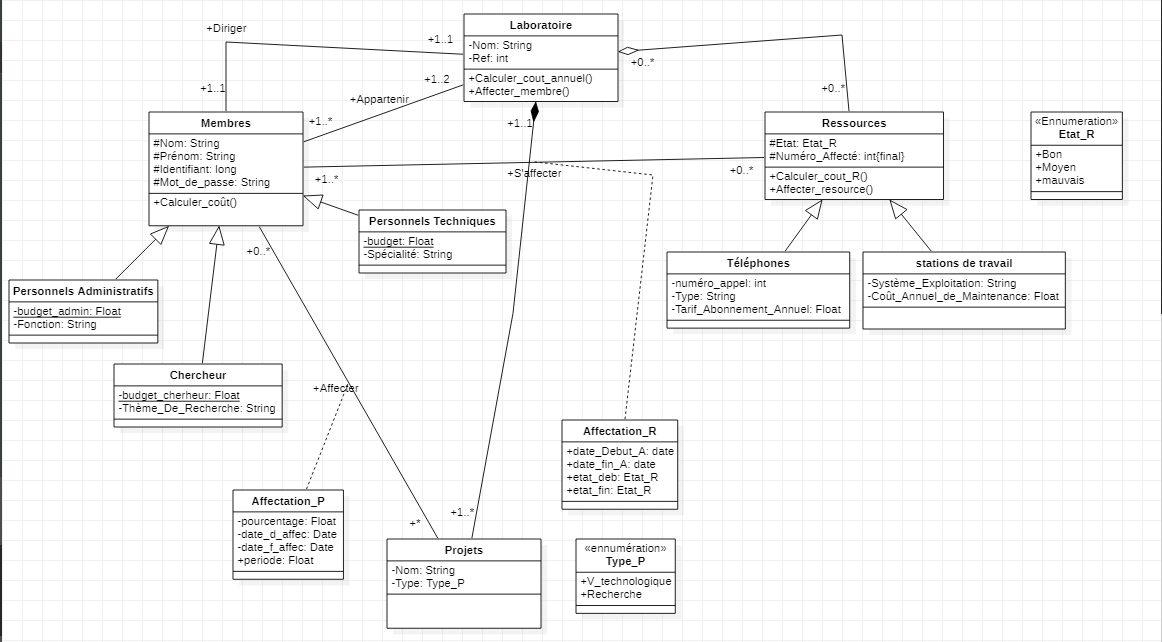 +Diriger
Laboratoire
-Nom: String
-Ref: int
+Calculer_cout_annuel()
+Affecter_membre()
+1..1
+1..2
+0..*
+1..1
+Appartenir
+1..*
+1..1
+0..*
Membres
#Nom: String
#Prénom: String
#Identifiant: long
#Mot_de_passe: String
+Calculer_coût()
Ressources
#Etat: Etat_R
#Numéro_Affecté: int{final}
+Calculer_cout_R()
+Affecter_resource()
«Ennumeration»
Etat_R
+Bon
+Moyen
+mauvais
+1..*
+S'affecter
+0..*
Personnels Techniques
-budget: Float
-Spécialité: String
+0..*
Téléphones
-numéro_appel: int
-Type: String
-Tarif_Abonnement_Annuel: Float
stations de travail
-Système_Exploitation: String
-Coût_Annuel_de_Maintenance: Float
Personnels Administratifs
-budget_admin: Float
-Fonction: String
Chercheur
-budget_cherheur: Float
-Thème_De_Recherche: String
+Affecter
Affectation_R
+date_Debut_A: date
+date_fin_A: date
+etat_deb: Etat_R
+etat_fin: Etat_R
Affectation_P
-pourcentage: Float
-date_d_affec: Date
-date_f_affec: Date
+periode: Float
+*
+1..*
Projets
-Nom: String
-Type: Type_P
«ennumération»
Type_P
+V_technologique
+Recherche